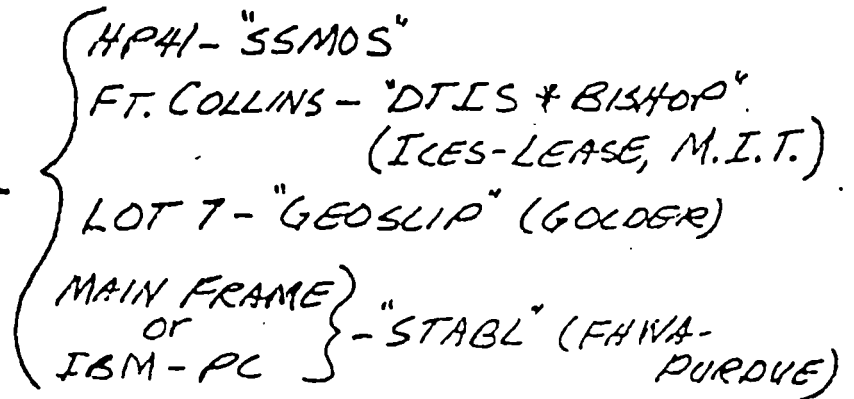 HP41- "SSMOS"
FT. COLLINS - "DTIS * BISHOP".
(ICES-LEASE, M.I.T.)
LOT 7 - "GEOSLIP" (GOLDER)
MAIN FRAME
or
IBM - PC } - "STABL" (FHWA-
PURDUE)